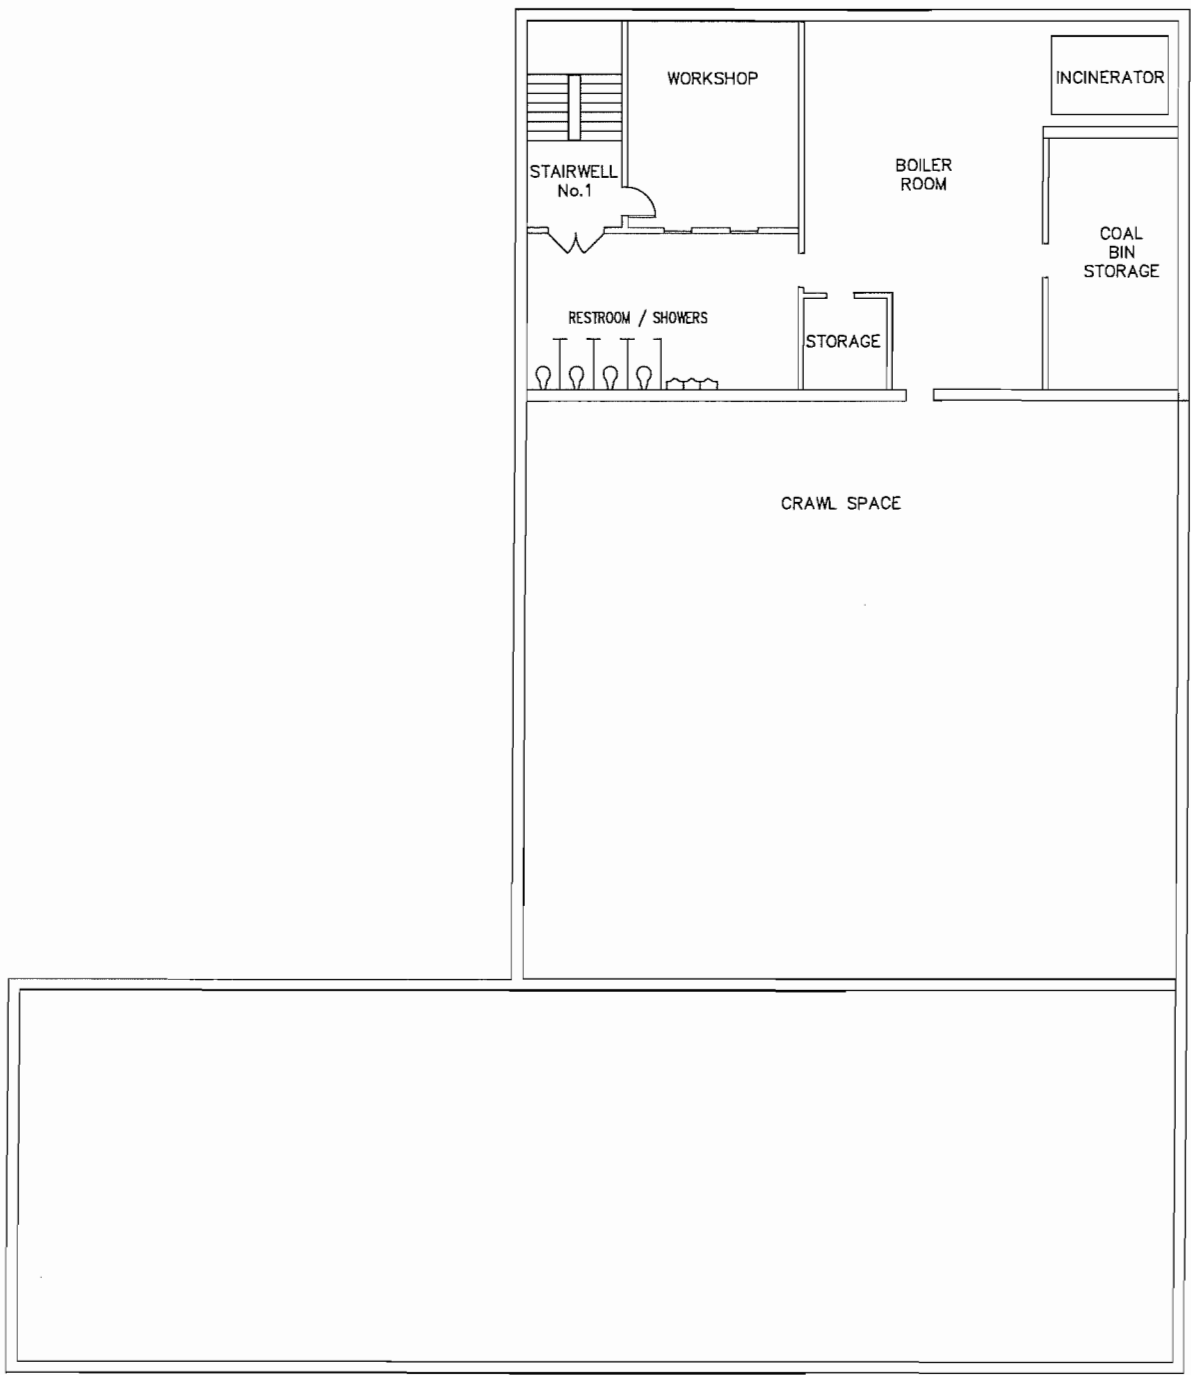 WORKSHOP
INCINERATOR
STAIRWELL
No.1
BOILER
ROOM
COAL
BIN
STORAGE
RESTROOM / SHOWERS
STORAGE
CRAWL SPACE